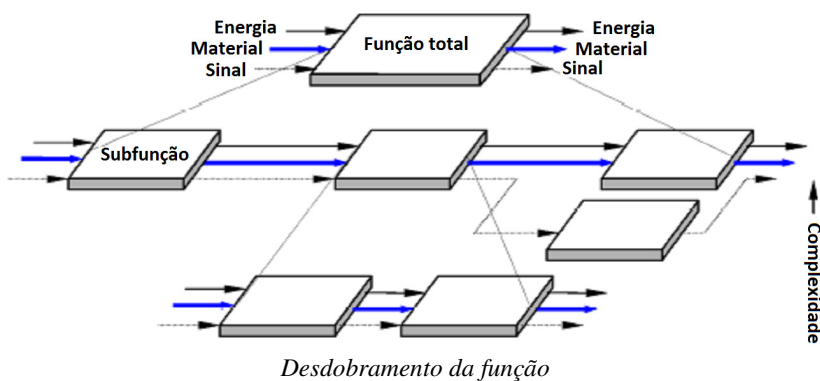 Energia
Material
Sinal
Função total
Energia
Material
Sinal
Subfunção
Complexidade
Desdobramento da função